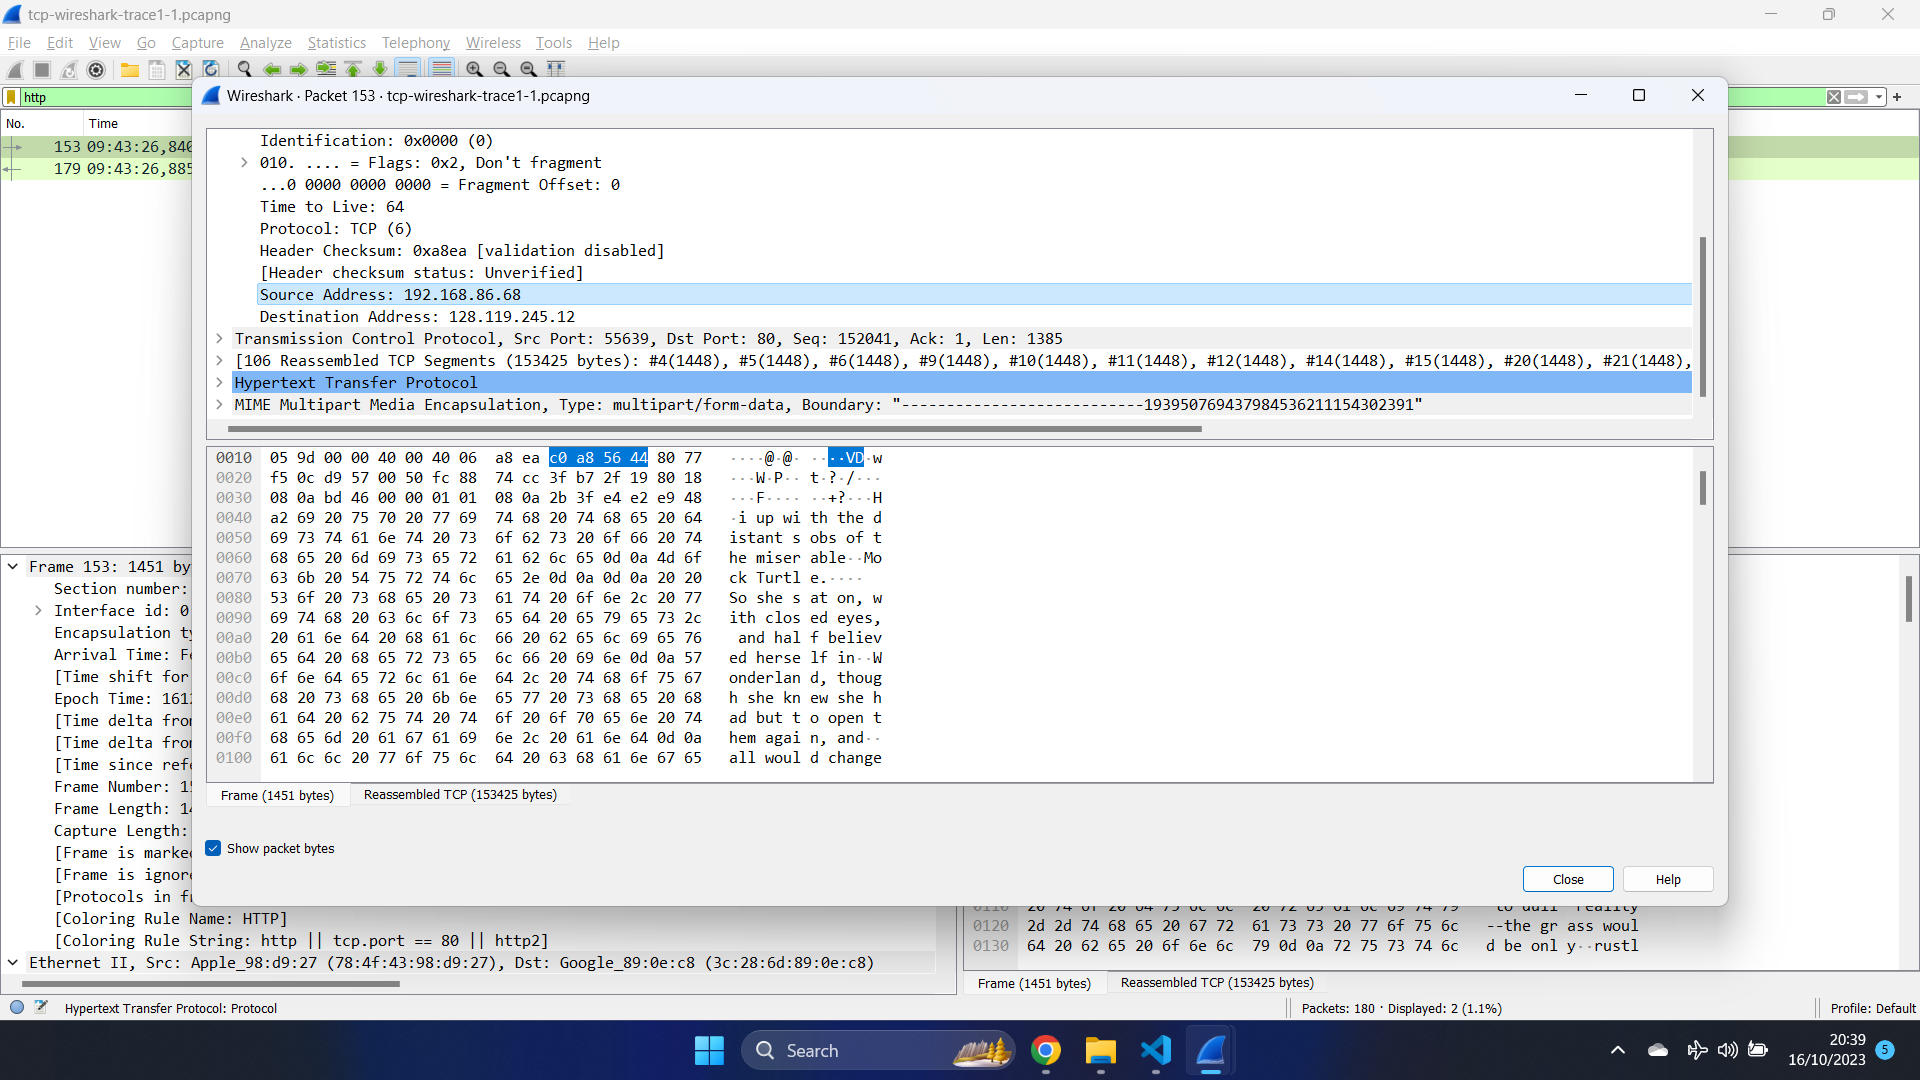 tcp-wireshark-trace1-1.pcapng
File Edit View Go Capture Analyze Statistics Telephony Wireless Tools Help
http
Wireshark · Packet 153 · tcp-wireshark-trace1-1.pcapng
No. Time
153 09:43:26,840
179 09:43:26,885
Identification: 0x0000 (0)
010. .... = Flags: 0x2, Don't fragment
...0 0000 0000 0000 = Fragment Offset: 0
Time to Live: 64
Protocol: TCP (6)
Header Checksum: 0xa8ea [validation disabled]
[Header checksum status: Unverified]
Source Address: 192.168.86.68
Destination Address: 128.119.245.12
Transmission Control Protocol, Src Port: 55639, Dst Port: 80, Seq: 152041, Ack: 1, Len: 1385
[106 Reassembled TCP Segments (153425 bytes): #4(1448), #5(1448), #6(1448), #9(1448), #10(1448), #11(1448), #12(1448), #14(1448), #15(1448), #20(1448), #21(1448),
Hypertext Transfer Protocol
MIME Multipart Media Encapsulation, Type: multipart/form-data, Boundary: "---------------------------193950769437984536211154302391"
0010 05 9d 00 00 40 00 40 06 a8 ea c0 a8 56 44 80 77 ····@·@· ····VD·w
0020 f5 0c d9 57 00 50 fc 88 74 cc 3f b7 2f 19 80 18 ···W·P·· t·?·/···
0030 08 0a bd 46 00 00 01 01 08 0a 2b 3f e4 e2 e9 48 ···F···· ··+?···H
0040 a2 69 20 75 70 20 77 69 74 68 20 74 68 65 20 64 ·i up wi th the d
0050 69 73 74 61 6e 74 20 73 6f 62 73 20 6f 66 20 74 istant s obs of t
0060 68 65 20 6d 69 73 65 72 61 62 6c 65 0d 0a 4d 6f he miser able··Mo
0070 63 6b 20 54 75 72 74 6c 65 2e 0d 0a 0d 0a 20 20 ck Turtl e.····
0080 53 6f 20 73 68 65 20 73 61 74 20 6f 6e 2c 20 77 So she s at on, w
0090 69 74 68 20 63 6c 6f 73 65 64 20 65 79 65 73 2c ith clos ed eyes,
00a0 20 61 6e 64 20 68 61 6c 66 20 62 65 6c 69 65 76 and hal f believ
00b0 65 64 20 68 65 72 73 65 6c 66 20 69 6e 0d 0a 57 ed herse lf in··W
00c0 6f 6e 64 65 72 6c 61 6e 64 2c 20 74 68 6f 75 67 onderlan d, thoug
00d0 68 20 73 68 65 20 6b 6e 65 77 20 73 68 65 20 68 h she kn ew she h
00e0 61 64 20 62 75 74 20 74 6f 20 6f 70 65 6e 20 74 ad but t o open t
00f0 68 65 6d 20 61 67 61 69 6e 2c 20 61 6e 64 0d 0a hem agai n, and··
0100 61 6c 6c 20 77 6f 75 6c 64 20 63 68 61 6e 67 65 all woul d change
Frame (1451 bytes) Reassembled TCP (153425 bytes)
Show packet bytes
Close Help
Frame 153: 1451 by
Section number:
Interface id: 0
Encapsulation ty
Arrival Time: Fe
[Time shift for
Epoch Time: 1612
[Time delta from
[Time delta from
[Time since refe
Frame Number: 15
Frame Length: 14
Capture Length:
[Frame is marked
[Frame is ignore
[Protocols in fr
[Coloring Rule Name: HTTP]
[Coloring Rule String: http || tcp.port == 80 || http2]
Ethernet II, Src: Apple_98:d9:27 (78:4f:43:98:d9:27), Dst: Google_89:0e:c8 (3c:28:6d:89:0e:c8)
0110 20 74 6f 20 64 75 6c 6c 20 72 65 61 6c 69 74 79 to dull reality
0120 2d 2d 74 68 65 20 67 72 61 73 73 20 77 6f 75 6c --the gr ass woul
0130 64 20 62 65 20 6f 6e 6c 79 0d 0a 72 75 73 74 6c d be onl y··rustl
Frame (1451 bytes) Reassembled TCP (153425 bytes)
Hypertext Transfer Protocol: Protocol
Packets: 180 · Displayed: 2 (1.1%)
Profile: Default
Search
20:39
16/10/2023
5